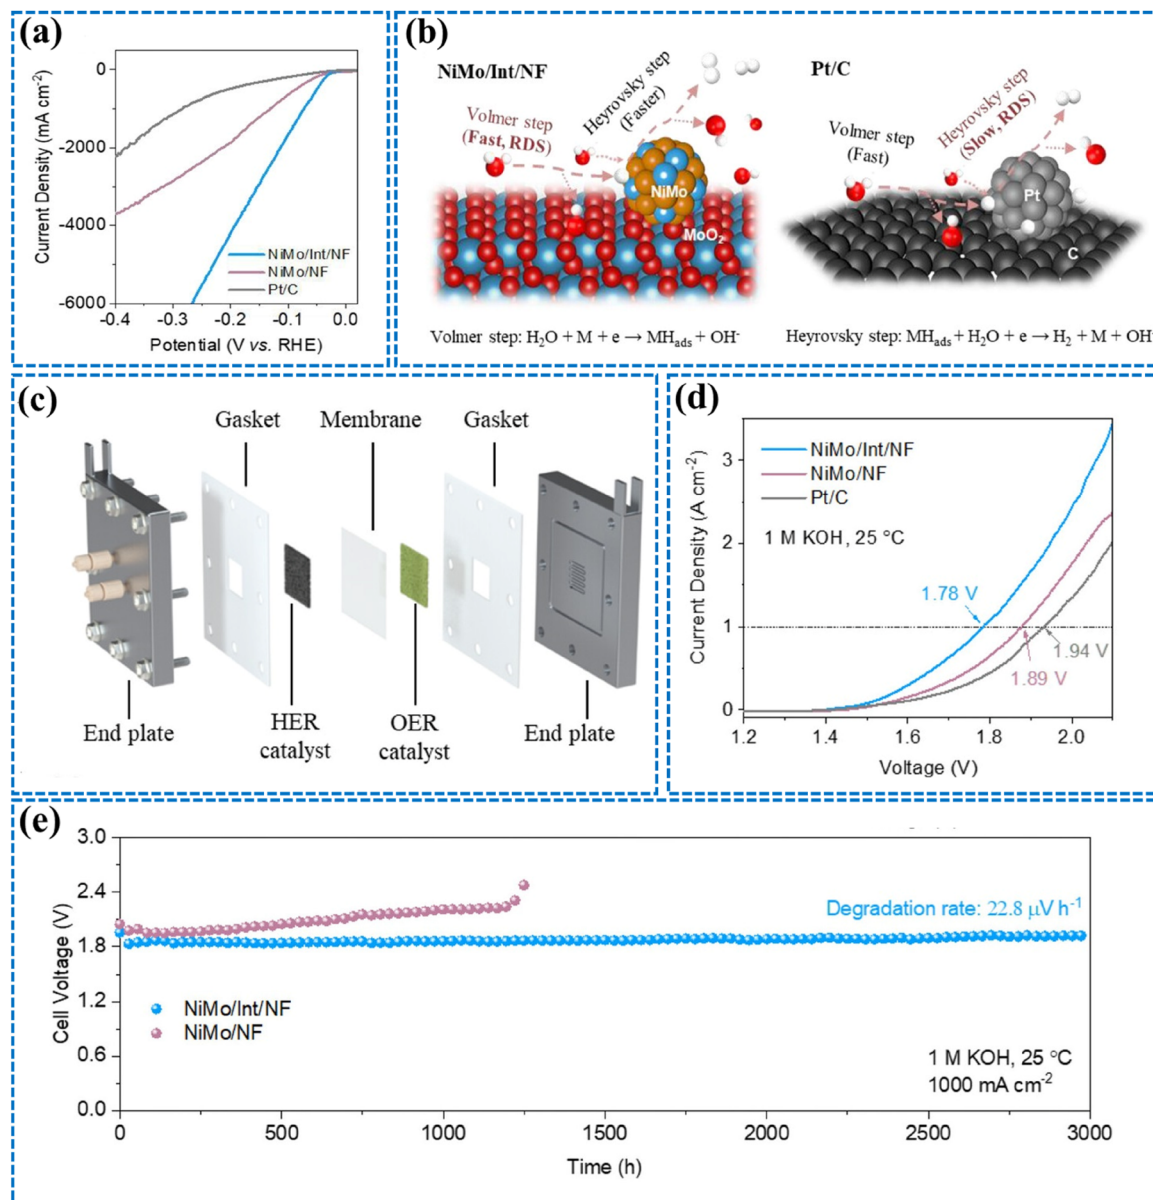 (a)
0
-2000
-4000
-6000
Current Density (mA cm⁻²)
NiMo/Int/NF
NiMo/NF
Pt/C
-0.4 -0.3 -0.2 -0.1 0.0
Potential (V vs. RHE)
(b)
NiMo/Int/NF
Volmer step
(Fast, RDS)
Heyrovsky step
(Faster)
NiMo
MoO₂
Pt/C
Volmer step
(Fast)
Heyrovsky step
(Slow, RDS)
Pt
C
Volmer step: H₂O + M + e → MHads + OH⁻
Heyrovsky step: MHads + H₂O + e → H₂ + M + OH⁻
(c)
Gasket Membrane Gasket
End plate
HER
catalyst
OER
catalyst
End plate
(d)
3
2
1
0
Current Density (A cm⁻²)
NiMo/Int/NF
NiMo/NF
Pt/C
1 M KOH, 25 °C
1.78 V
1.94 V
1.89 V
1.2 1.4 1.6 1.8 2.0
Voltage (V)
(e)
3.0
2.4
1.8
1.2
0.6
0.0
Cell Voltage (V)
Degradation rate: 22.8 μV h⁻¹
NiMo/Int/NF
NiMo/NF
1 M KOH, 25 °C
1000 mA cm⁻²
0 500 1000 1500 2000 2500 3000
Time (h)